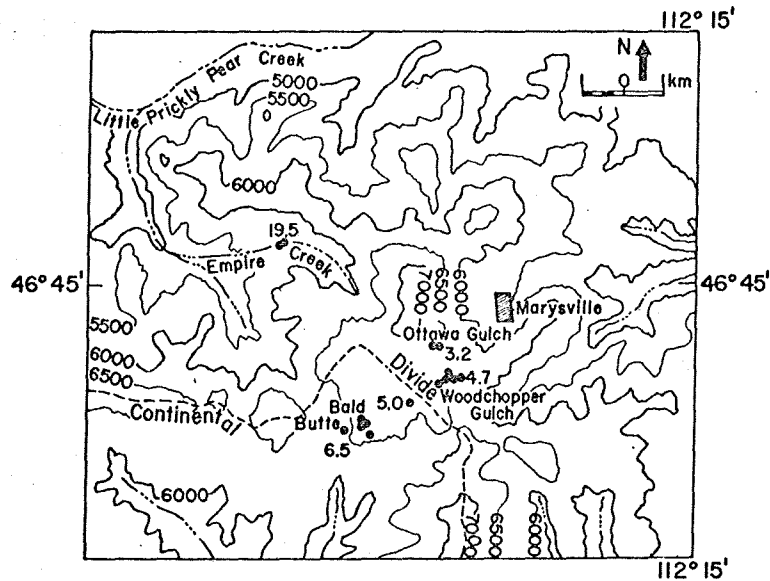 112° 15'
N
0
km
Little Prickly Pear Creek
5000
5500
6000
19.5
Empire Creek
46° 45'
46° 45'
7000
6500
6000
Marysville
5500
Ottawa Gulch
3.2
6000
6500
Divide
4.7
Woodchopper
Gulch
5.0
Continental
Bald
Butte
6.5
6000
7000
6500
6000
112° 15'